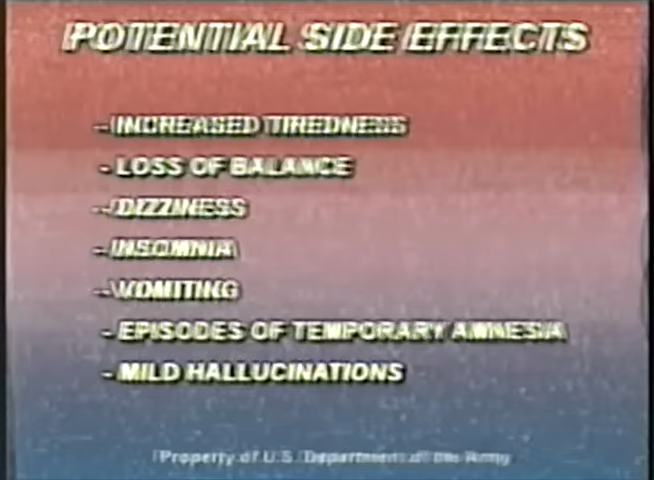 POTENTIAL SIDE EFFECTS
- INCREASED TIREDNESS
- LOSS OF BALANCE
- DIZZINESS
- INSOMNIA
- VOMITING
- EPISODES OF TEMPORARY AMNESIA
- MILD HALLUCINATIONS
Property of U.S. Department of the Army